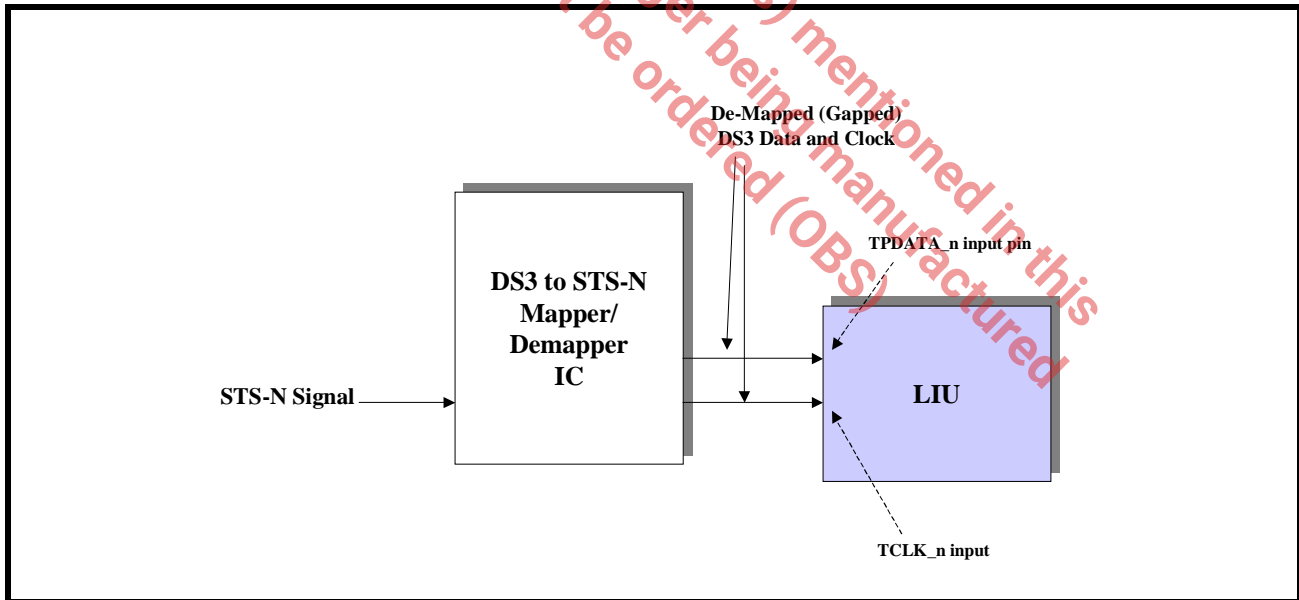 s) mentioned in this
er being manufactured
be ordered (OBS)
De-Mapped (Gapped)
DS3 Data and Clock
TPDATA_n input pin
DS3 to STS-N
Mapper/
Demapper
IC
STS-N Signal
LIU
TCLK_n input